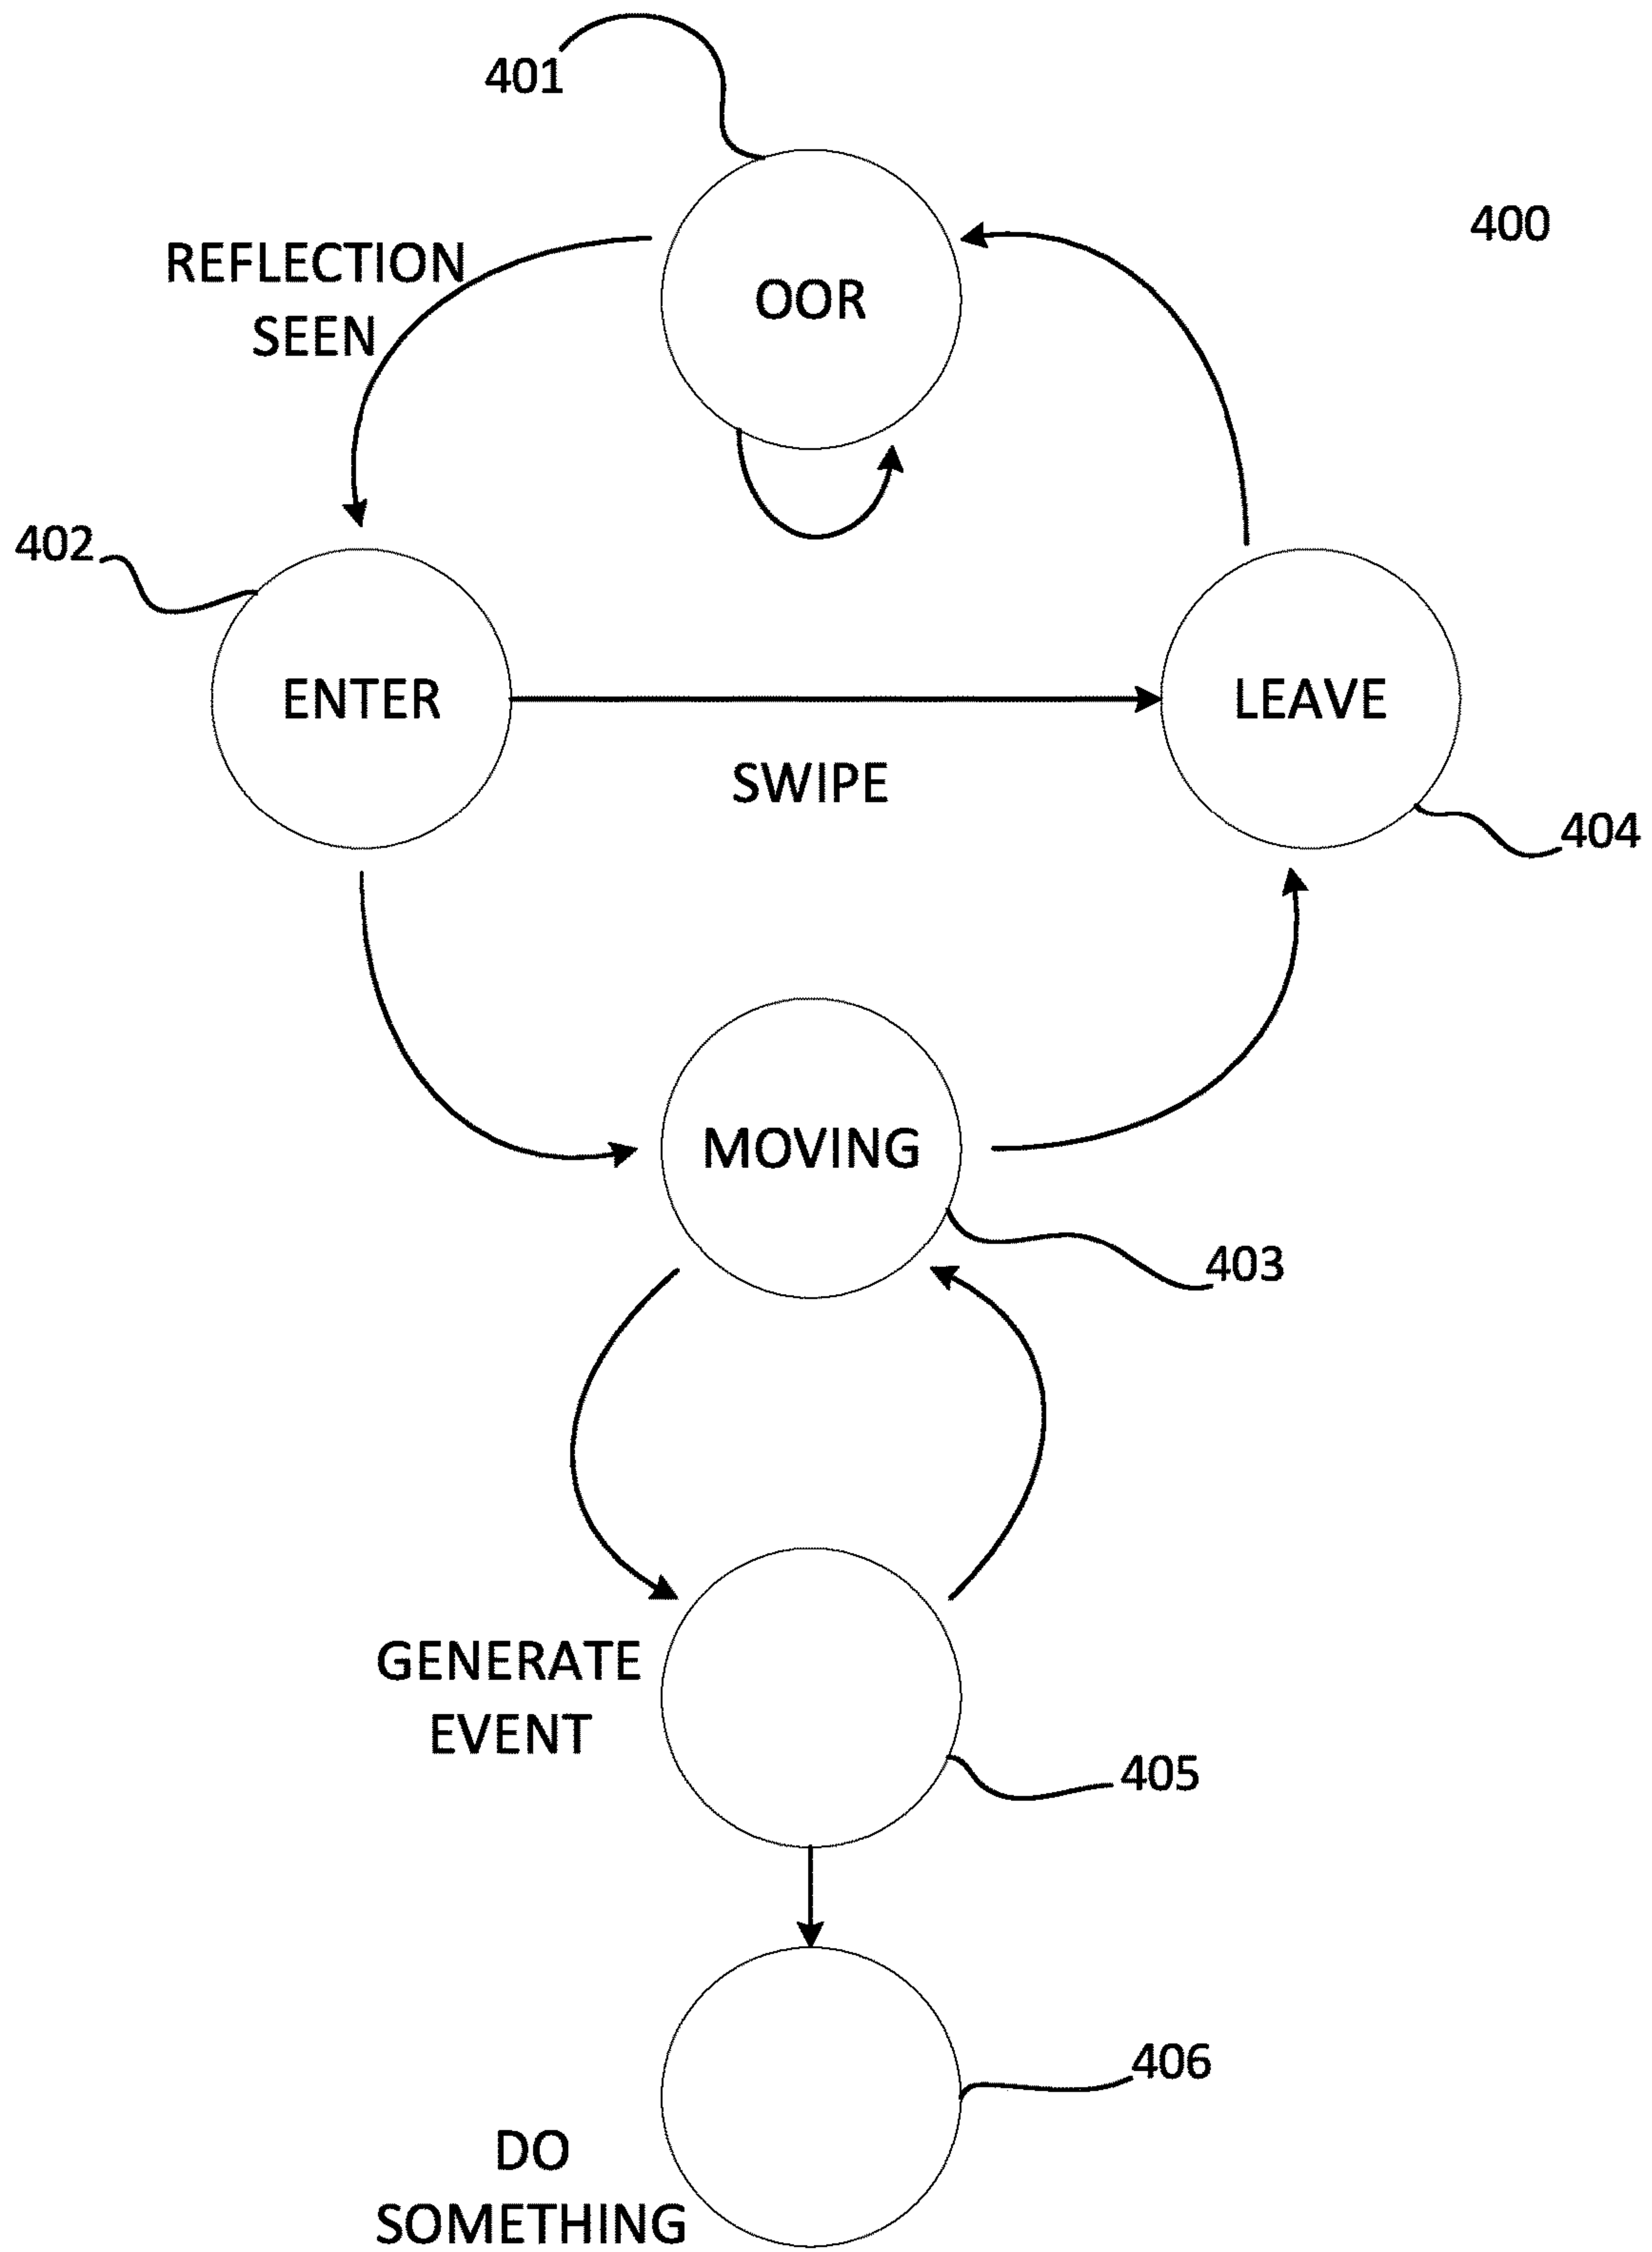 401
400
REFLECTION
SEEN
OOR
402
ENTER
LEAVE
SWIPE
404
MOVING
403
GENERATE
EVENT
405
406
DO
SOMETHING